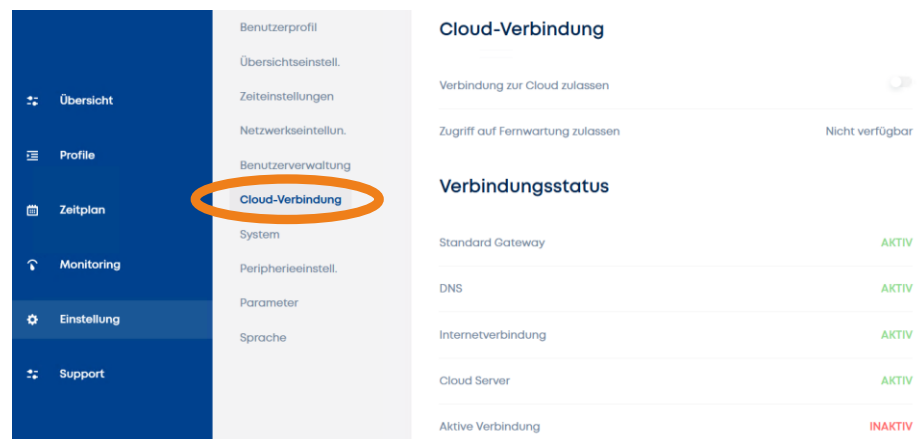 Übersicht
Profile
Zeitplan
Monitoring
Einstellung
Support
Benutzerprofil
Übersichtseinstell.
Zeiteinstellungen
Netzwerkseintellun.
Benutzerverwaltung
Cloud-Verbindung
System
Peripherieeinstell.
Parameter
Sprache
Cloud-Verbindung
Verbindung zur Cloud zulassen
Zugriff auf Fernwartung zulassen Nicht verfügbar
Verbindungsstatus
Standard Gateway AKTIV
DNS AKTIV
Internetverbindung AKTIV
Cloud Server AKTIV
Aktive Verbindung INAKTIV